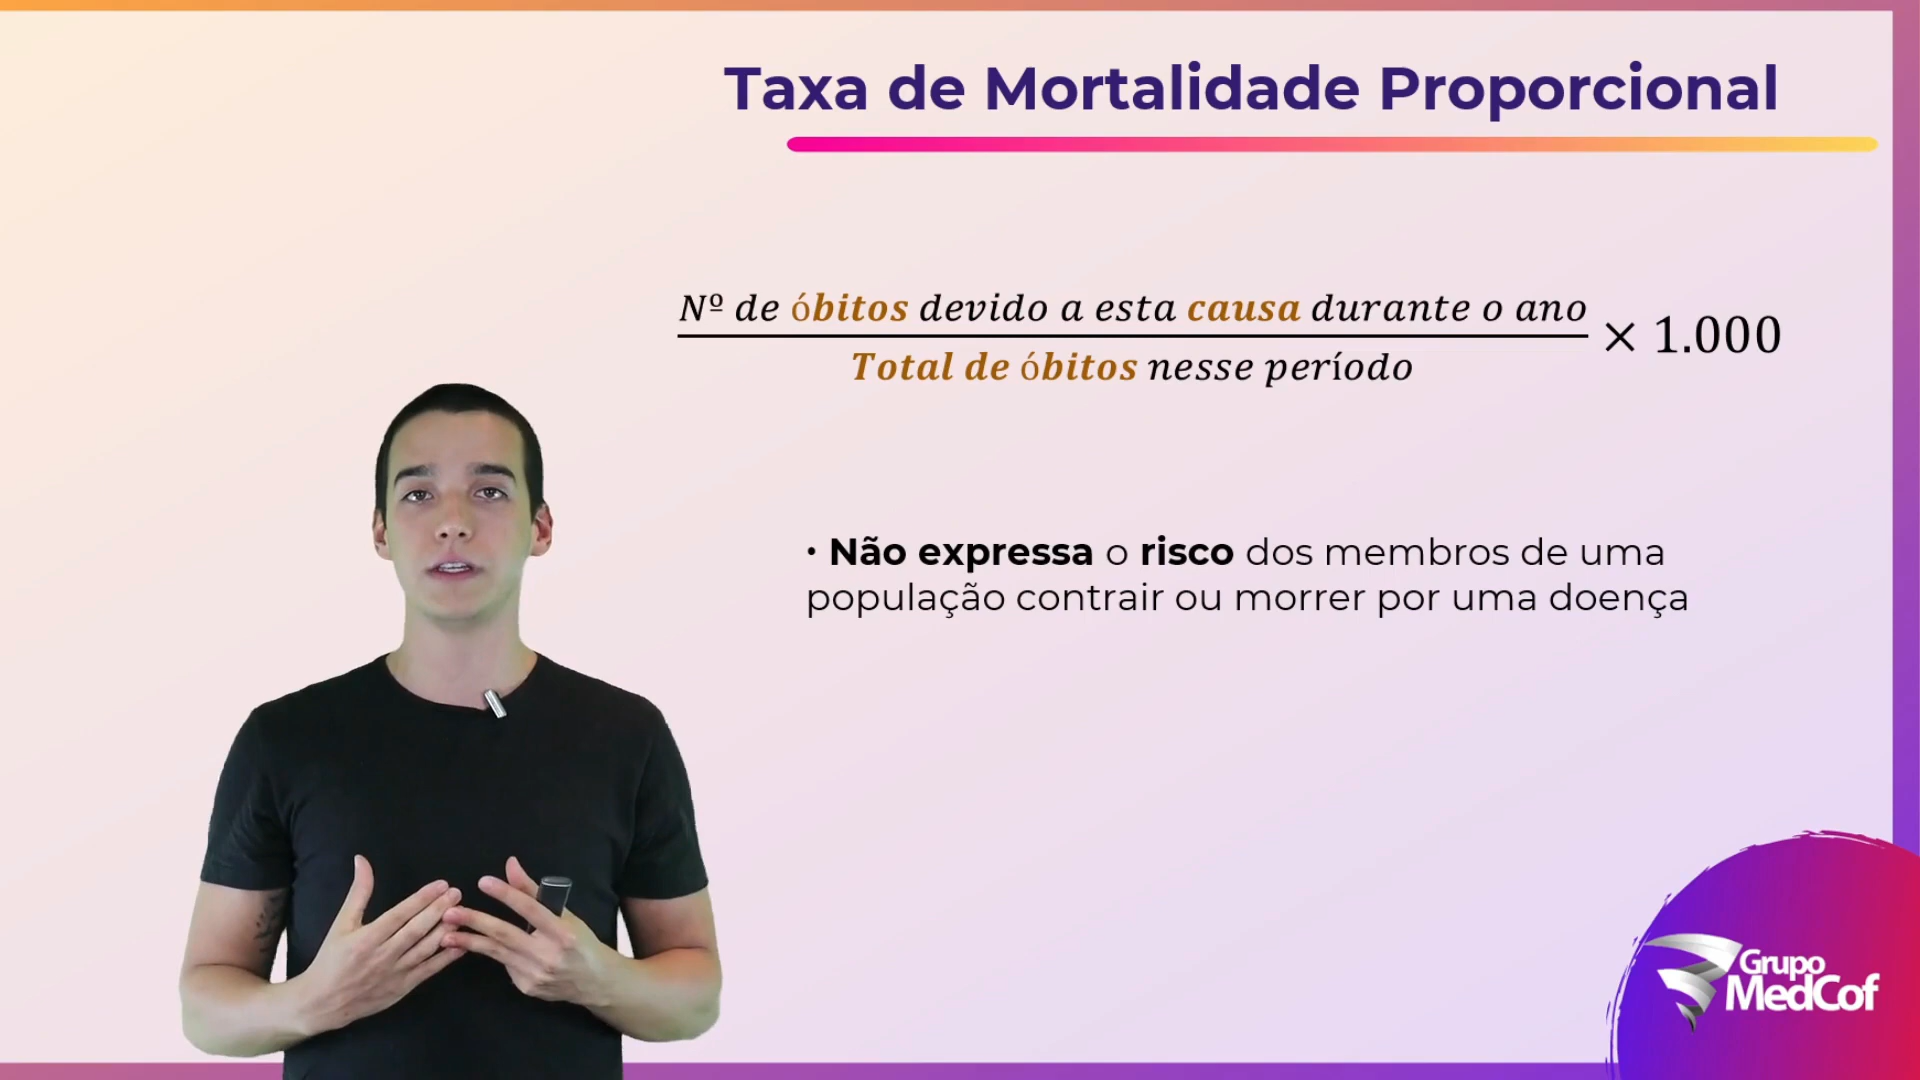 Taxa de Mortalidade Proporcional
Nº de óbitos devido a esta causa durante o ano
Total de óbitos nesse período
× 1.000
• Não expressa o risco dos membros de uma
população contrair ou morrer por uma doença
Grupo
MedCof